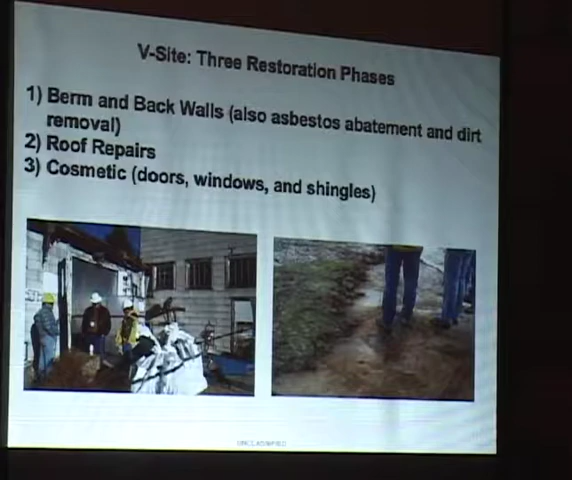 V-Site: Three Restoration Phases
1) Berm and Back Walls (also asbestos abatement and dirt
removal)
2) Roof Repairs
3) Cosmetic (doors, windows, and shingles)
UNCLASSIFIED